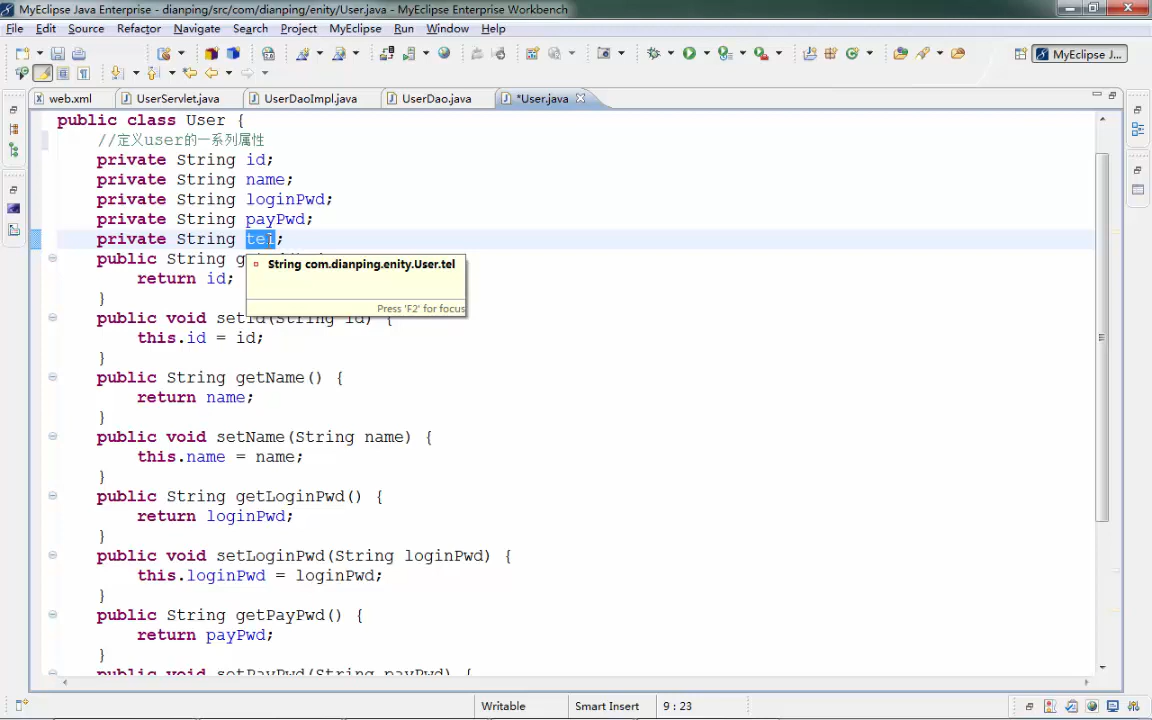 MyEclipse Java Enterprise - dianping/src/com/dianping/enity/User.java - MyEclipse Enterprise Workbench
File Edit Source Refactor Navigate Search Project MyEclipse Run Window Help
MyEclipse J...
web.xml UserServlet.java UserDaoImpl.java UserDao.java *User.java
public class User {
//定义user的一系列属性
private String id;
private String name;
private String loginPwd;
private String payPwd;
private String tel;
public String
String com.dianping.enity.User.tel
return id;
Press 'F2' for focus
}
public void setId(String id) {
this.id = id;
}
public String getName() {
return name;
}
public void setName(String name) {
this.name = name;
}
public String getLoginPwd() {
return loginPwd;
}
public void setLoginPwd(String loginPwd) {
this.loginPwd = loginPwd;
}
public String getPayPwd() {
return payPwd;
}
public void setPayPwd(String payPwd) {
Writable Smart Insert 9 : 23